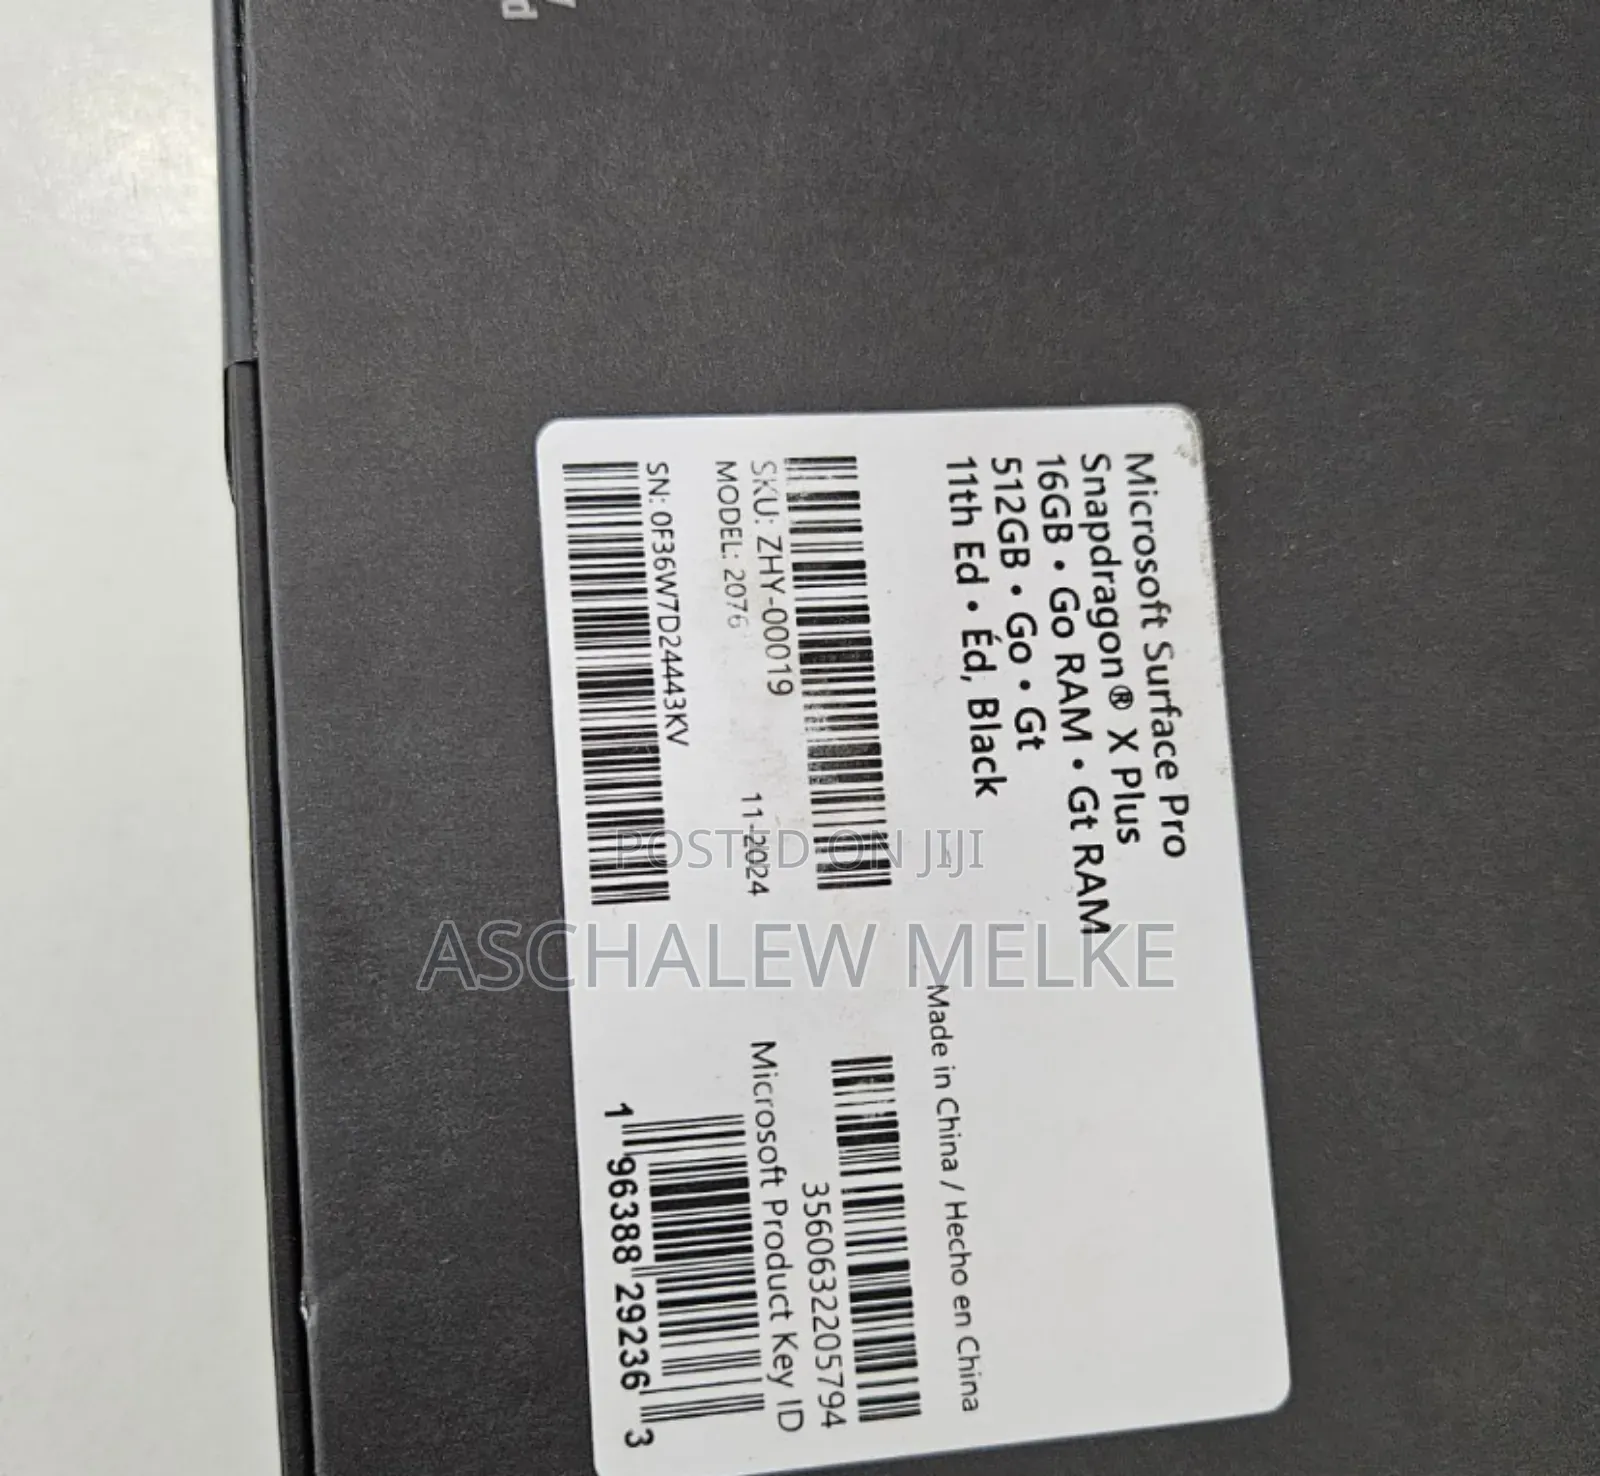 Microsoft Surface Pro
Snapdragon® X Plus
16GB • Go RAM • Gt RAM
512GB • Go • Gt
11th Ed • Éd, Black
Made in China / Hecho en China
SKU: ZHY-00019
MODEL: 2076
11-2024
SN: 0F36W7D24443KV
3560632205794
Microsoft Product Key ID
1 96388 29236 3
POSTED ON JIJI
ASCHALEW MELKE